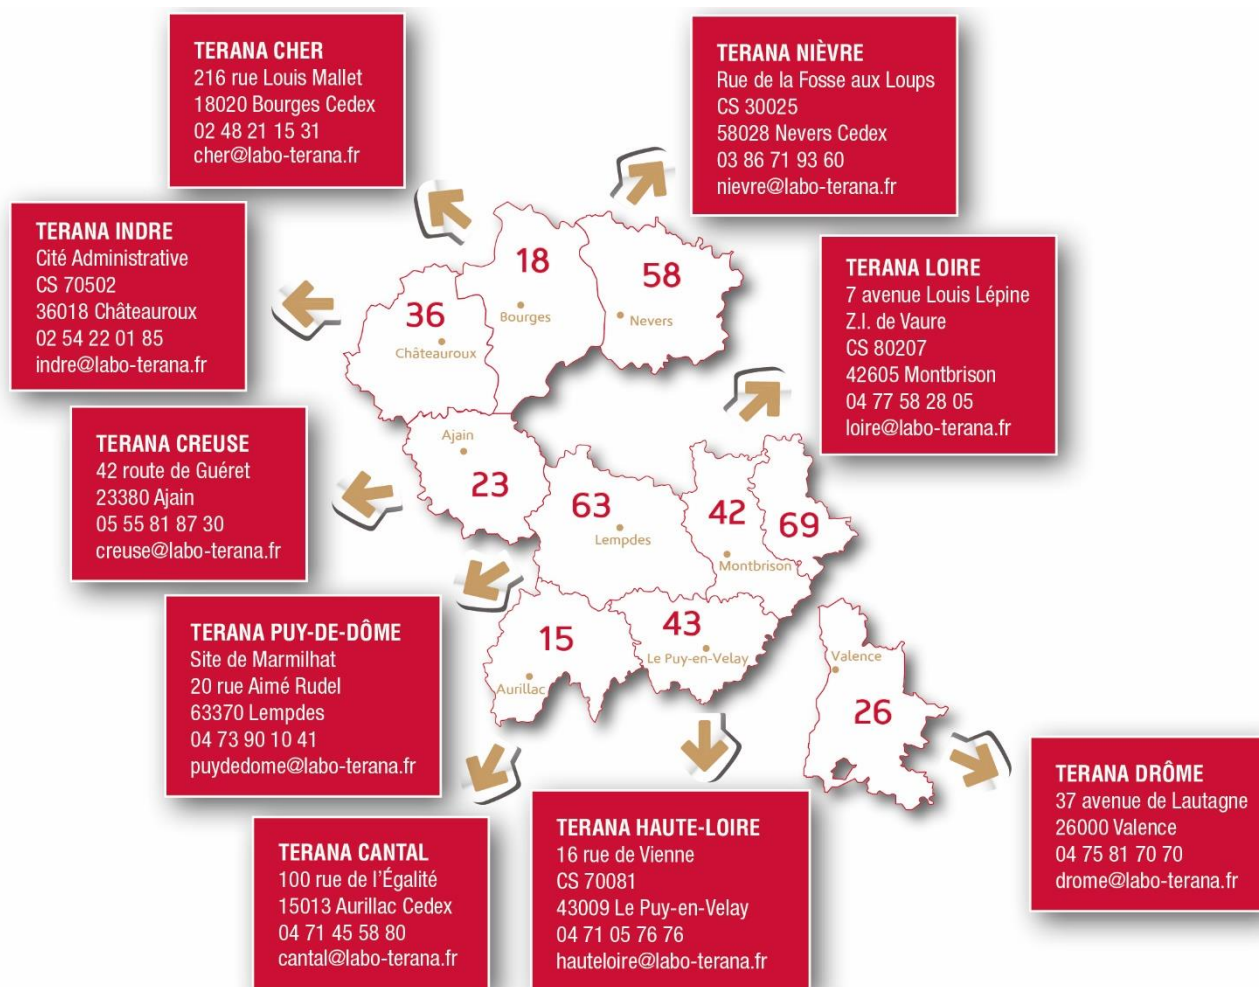 TERANA CHER
216 rue Louis Mallet
18020 Bourges Cedex
02 48 21 15 31
cher@labo-terana.fr
TERANA NIÈVRE
Rue de la Fosse aux Loups
CS 30025
58028 Nevers Cedex
03 86 71 93 60
nievre@labo-terana.fr
TERANA INDRE
Cité Administrative
CS 70502
36018 Châteauroux
02 54 22 01 85
indre@labo-terana.fr
TERANA LOIRE
7 avenue Louis Lépine
Z.I. de Vaure
CS 80207
42605 Montbrison
04 77 58 28 05
loire@labo-terana.fr
18
Bourges
58
Nevers
36
Châteauroux
TERANA CREUSE
42 route de Guéret
23380 Ajain
05 55 81 87 30
creuse@labo-terana.fr
Ajain
23
63
Lempdes
42
Montbrison
69
TERANA PUY-DE-DÔME
Site de Marmilhat
20 rue Aimé Rudel
63370 Lempdes
04 73 90 10 41
puydedome@labo-terana.fr
15
Aurillac
43
Le Puy-en-Velay
Valence
26
TERANA CANTAL
100 rue de l'Égalité
15013 Aurillac Cedex
04 71 45 58 80
cantal@labo-terana.fr
TERANA HAUTE-LOIRE
16 rue de Vienne
CS 70081
43009 Le Puy-en-Velay
04 71 05 76 76
hauteloire@labo-terana.fr
TERANA DRÔME
37 avenue de Lautagne
26000 Valence
04 75 81 70 70
drome@labo-terana.fr